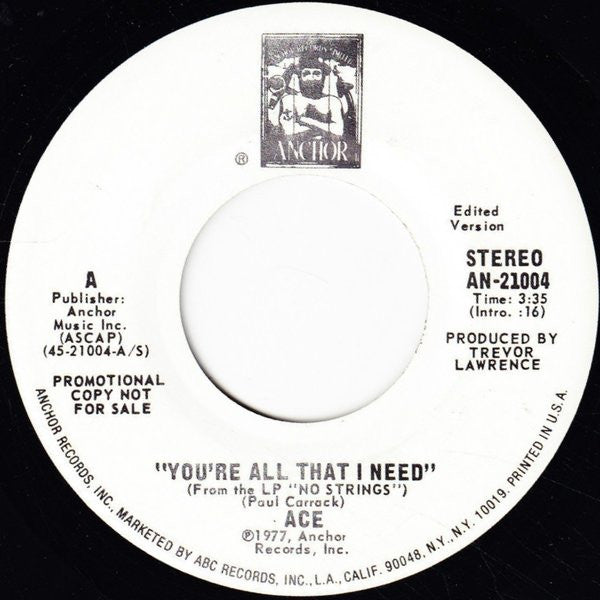 ANCHOR
®
Edited
Version
STEREO
AN-21004
Time: 3:35
(Intro. :16)
PRODUCED BY
TREVOR
LAWRENCE
A
Publisher:
Anchor
Music Inc.
(ASCAP)
(45-21004-A/S)
PROMOTIONAL
COPY NOT
FOR SALE
"YOU'RE ALL THAT I NEED"
(From the LP "NO STRINGS")
(Paul Carrack)
ACE
℗1977, Anchor
Records, Inc.
ANCHOR RECORDS, INC., MARKETED BY ABC RECORDS, INC., L.A., CALIF. 90048, N.Y., N.Y. 10019. PRINTED IN U.S.A.